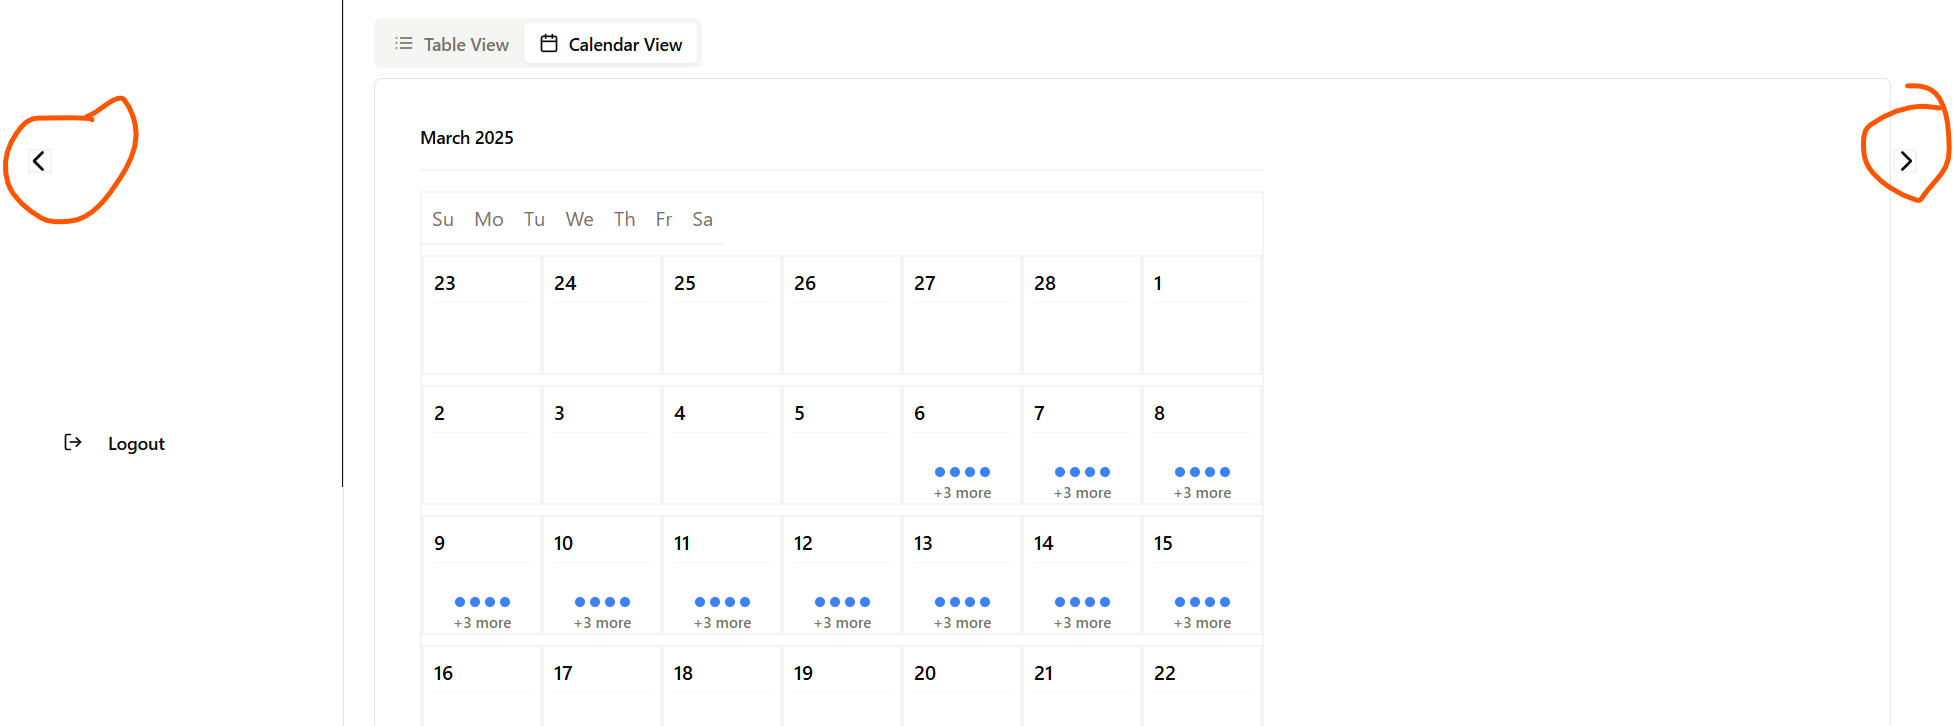 Table View Calendar View
March 2025
Su Mo Tu We Th Fr Sa
23 24 25 26 27 28 1
2 3 4 5 6 7 8
+3 more +3 more +3 more
Logout
9 10 11 12 13 14 15
+3 more +3 more +3 more +3 more +3 more +3 more +3 more
16 17 18 19 20 21 22